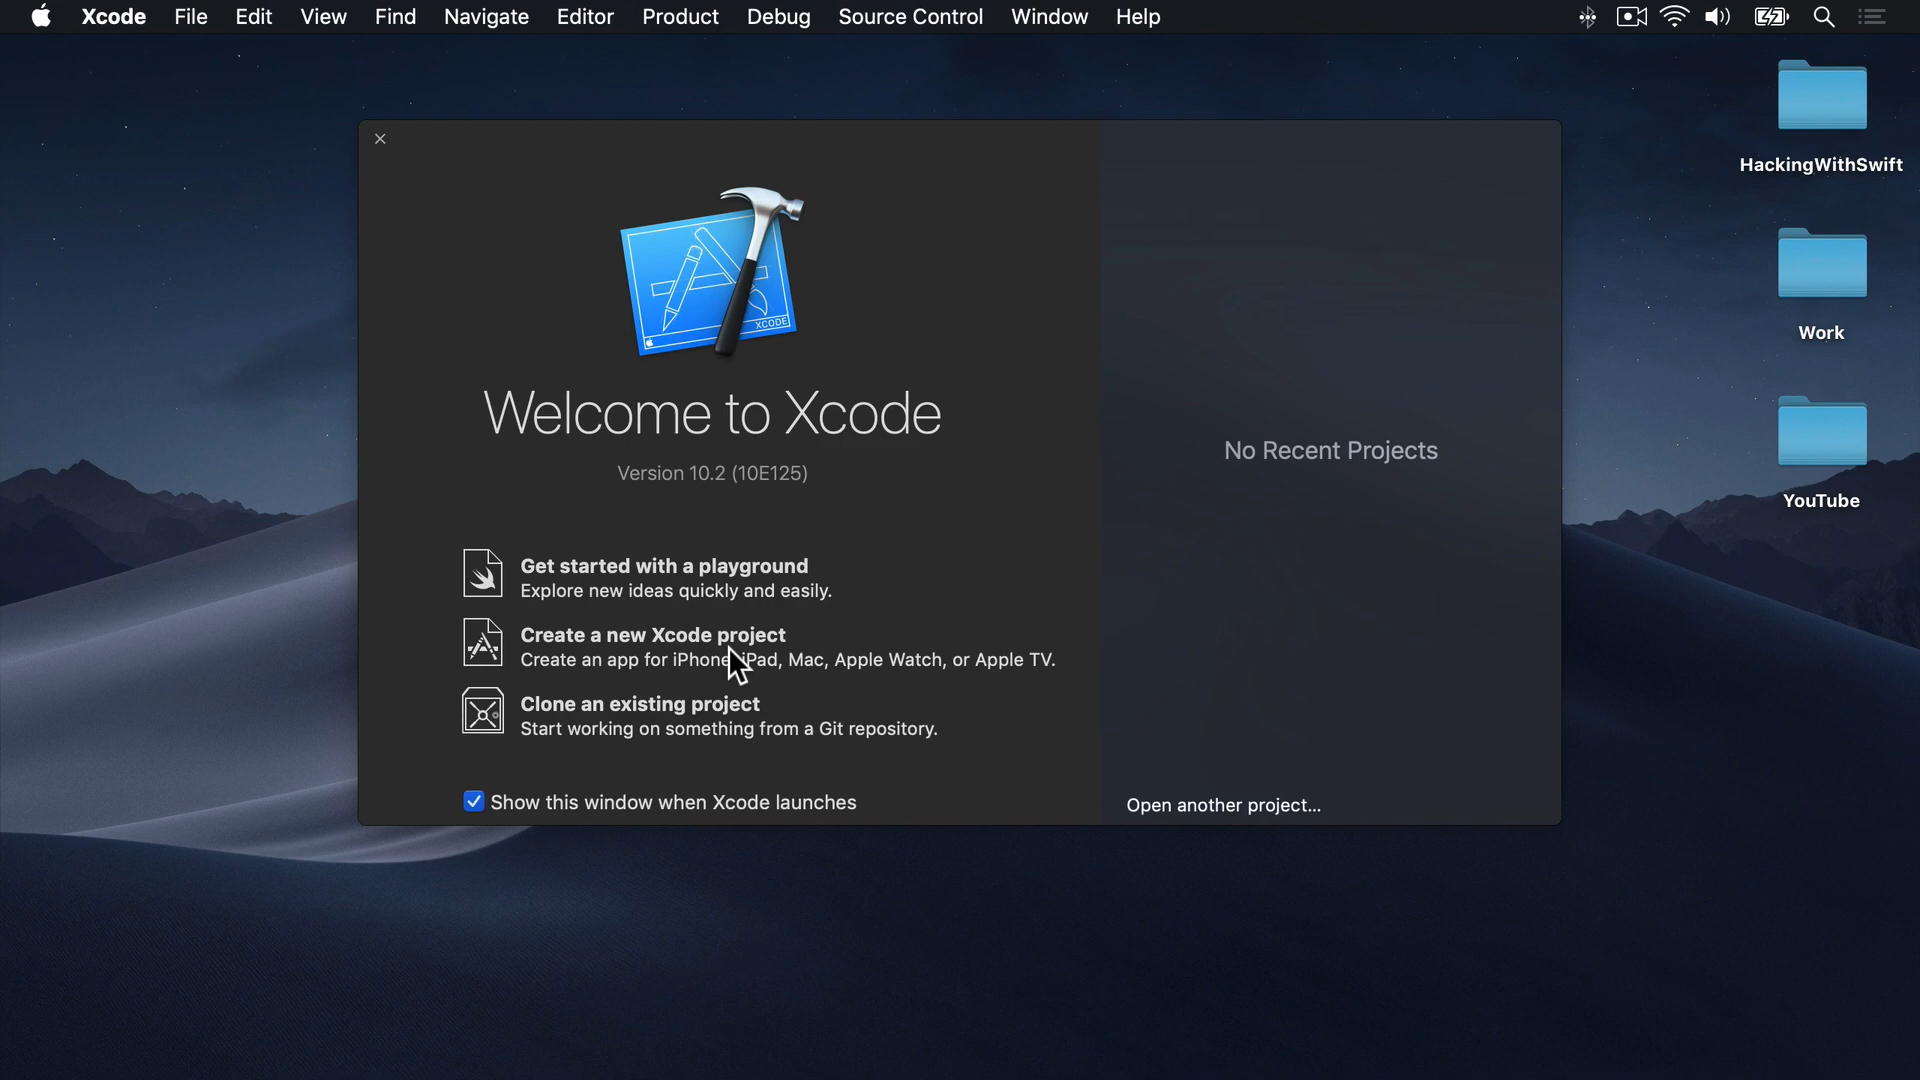 Xcode File Edit View Find Navigate Editor Product Debug Source Control Window Help
HackingWithSwift
Work
YouTube
XCODE
Welcome to Xcode
Version 10.2 (10E125)
Get started with a playground
Explore new ideas quickly and easily.
Create a new Xcode project
Create an app for iPhone, iPad, Mac, Apple Watch, or Apple TV.
Clone an existing project
Start working on something from a Git repository.
Show this window when Xcode launches
No Recent Projects
Open another project...